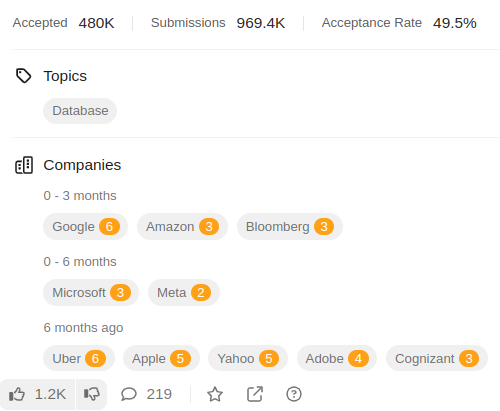 Accepted 480K Submissions 969.4K Acceptance Rate 49.5%
Topics
Database
Companies
0 - 3 months
Google 6 Amazon 3 Bloomberg 3
0 - 6 months
Microsoft 3 Meta 2
6 months ago
Uber 6 Apple 5 Yahoo 5 Adobe 4 Cognizant 3
1.2K 219 ?